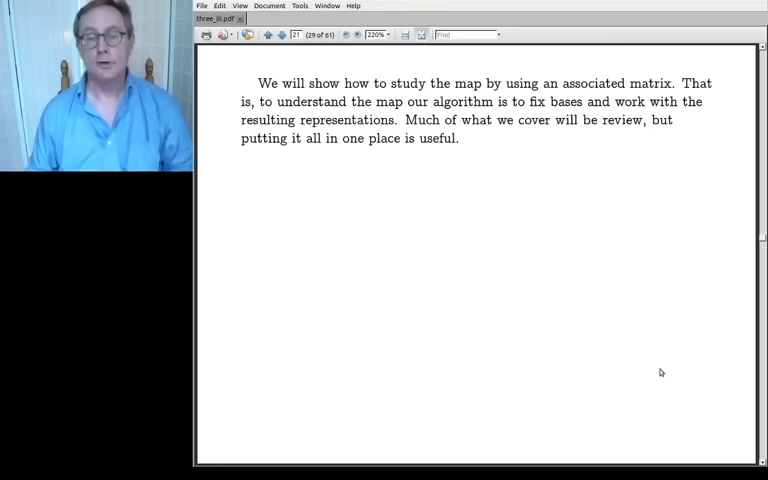 File Edit View Document Tools Window Help
three_iii.pdf
21 (29 of 61) 220% Find
We will show how to study the map by using an associated matrix. That
is, to understand the map our algorithm is to fix bases and work with the
resulting representations. Much of what we cover will be review, but
putting it all in one place is useful.